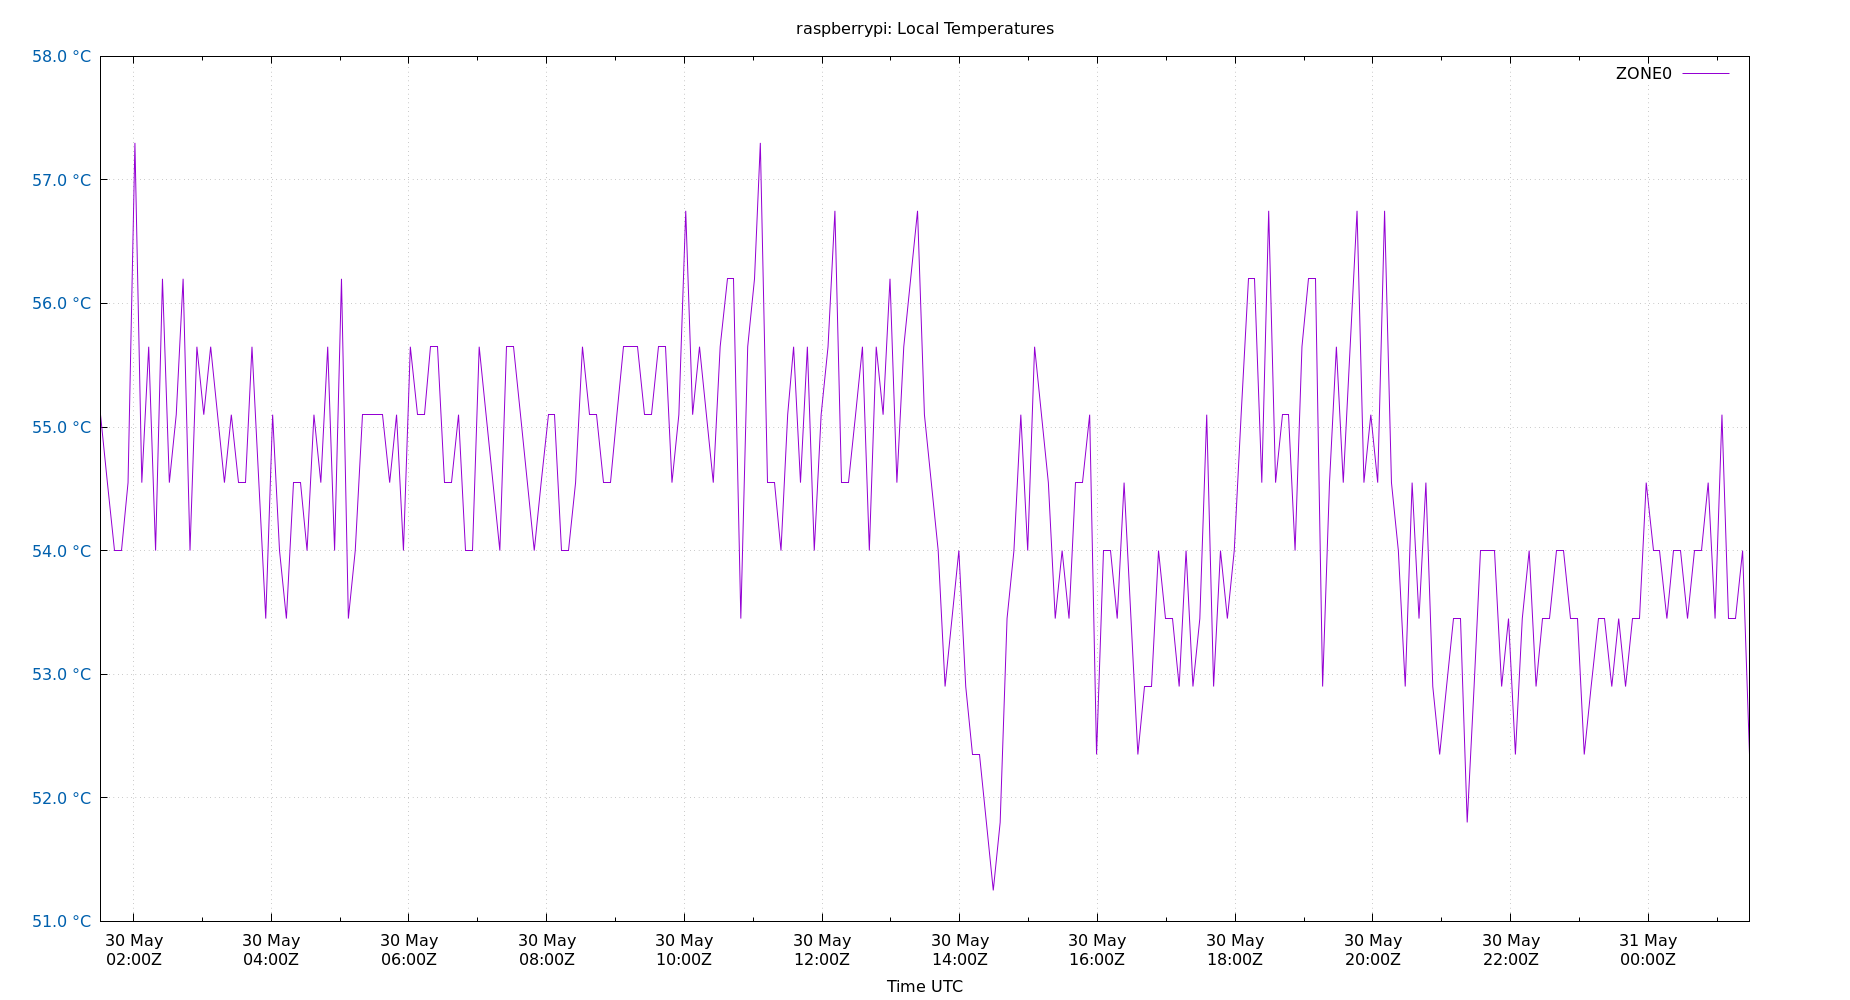 raspberrypi: Local Temperatures
58.0 °C
ZONE0
57.0 °C
56.0 °C
55.0 °C
54.0 °C
53.0 °C
52.0 °C
51.0 °C
30 May 30 May 30 May 30 May 30 May 30 May 30 May 30 May 30 May 30 May 30 May 31 May
02:00Z 04:00Z 06:00Z 08:00Z 10:00Z 12:00Z 14:00Z 16:00Z 18:00Z 20:00Z 22:00Z 00:00Z
Time UTC